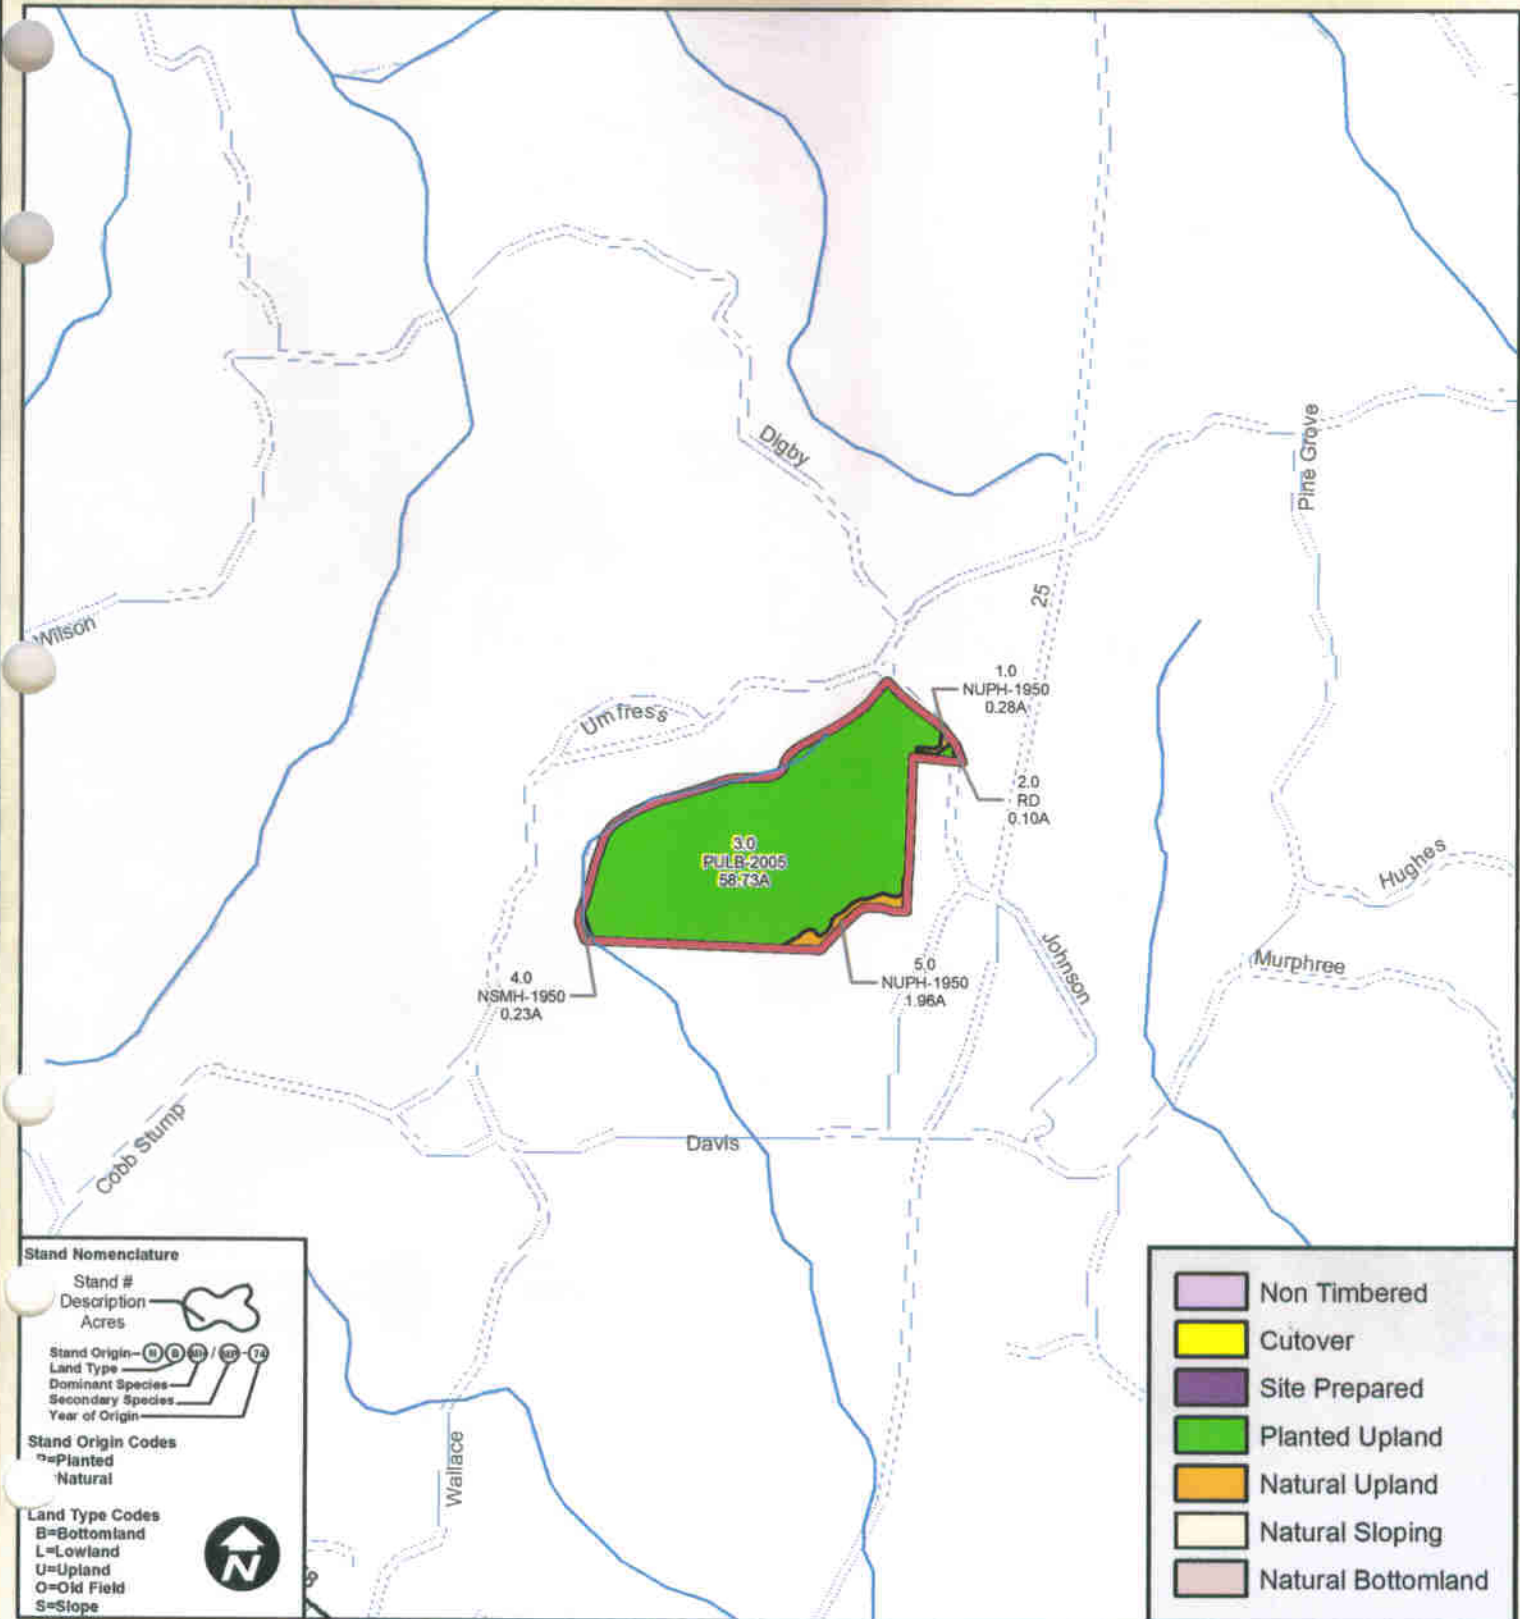 Digby
Pine Grove
25
Wilson
1.0
NUPH-1950
0.28A
Umfress
2.0
RD
0.10A
3.0
PULB-2005
58.73A
Hughes
Johnson
Murphree
4.0
NSMH-1950
0.23A
5.0
NUPH-1950
1.96A
Cobb Stump
Davis
Wallace
Stand Nomenclature
Stand #
Description
Acres
Stand Origin N B MH / MP - 74
Land Type
Dominant Species
Secondary Species
Year of Origin
Stand Origin Codes
P=Planted
=Natural
Land Type Codes
B=Bottomland
L=Lowland
U=Upland
O=Old Field
S=Slope
N
Non Timbered
Cutover
Site Prepared
Planted Upland
Natural Upland
Natural Sloping
Natural Bottomland